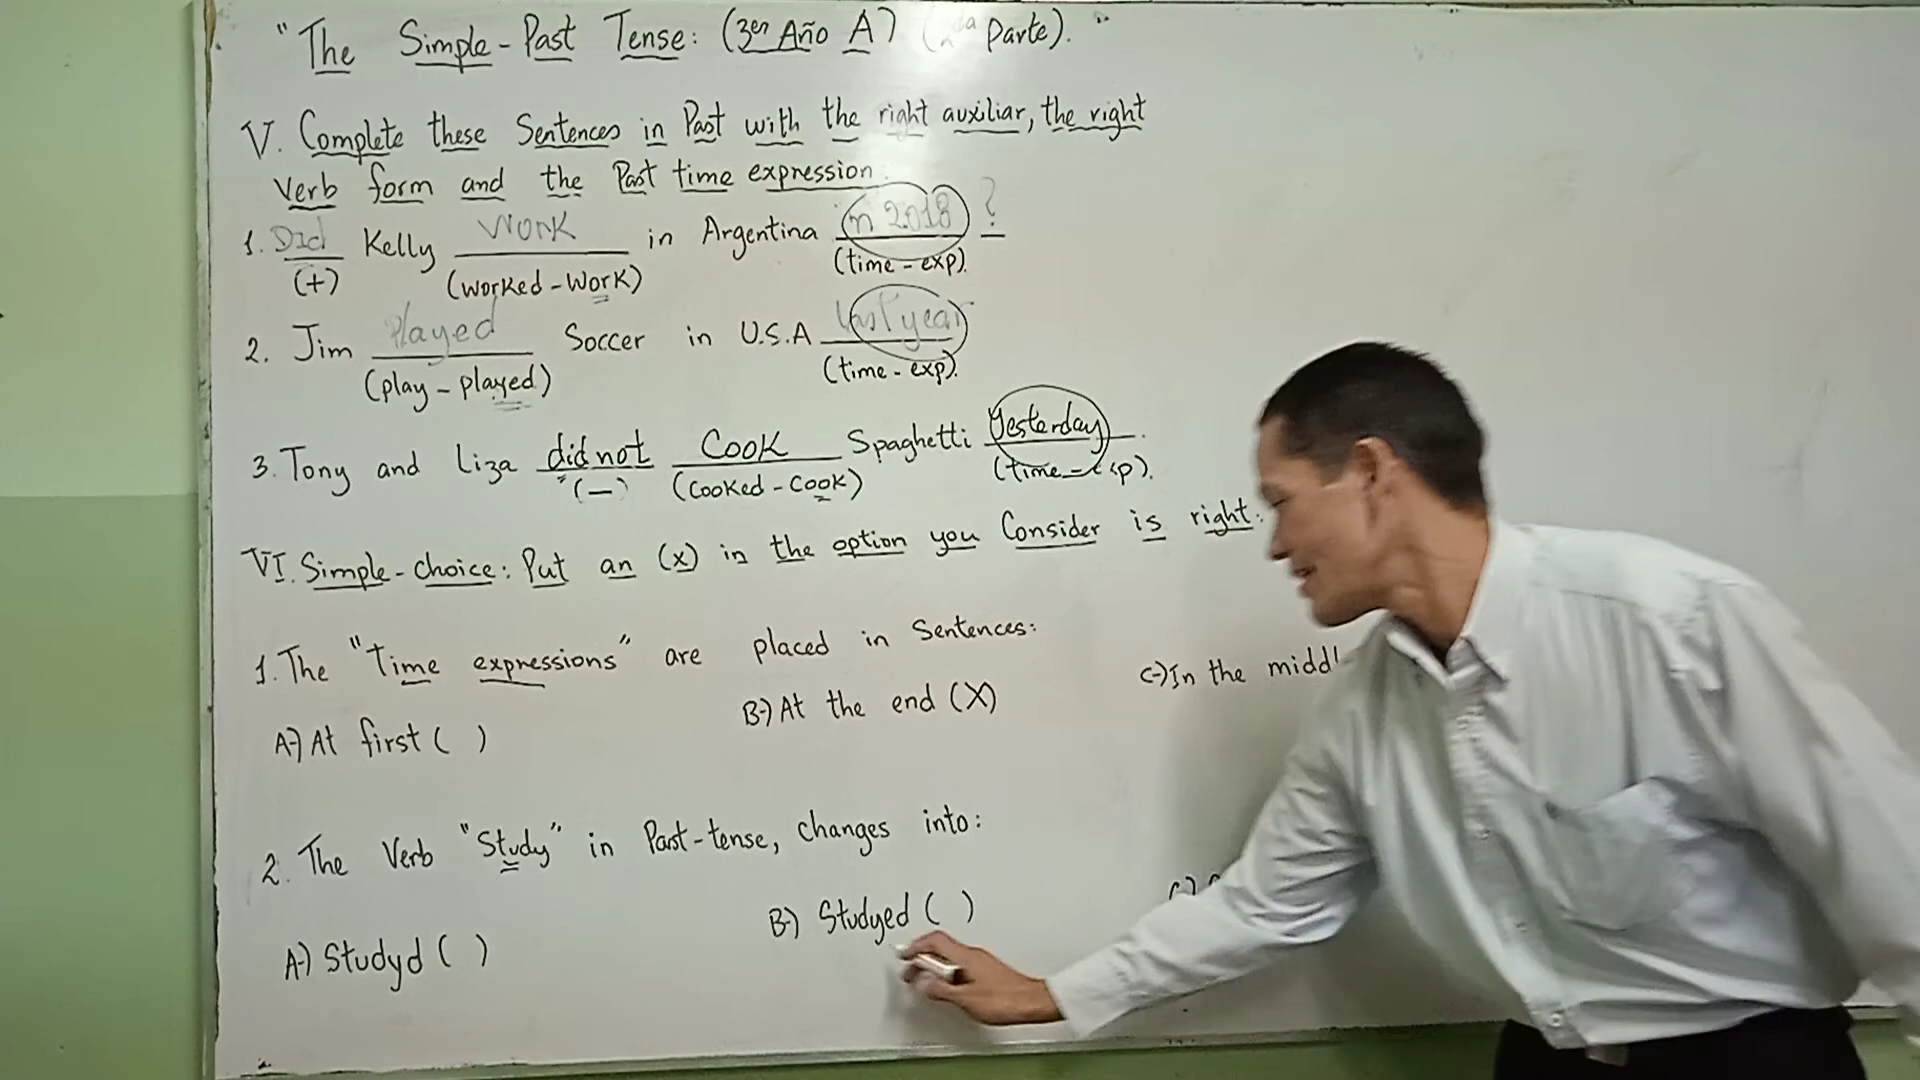 "The Simple-Past Tense: (3er Año A) (2da Parte)."
V. Complete these Sentences in Past with the right auxiliar, the right
Verb form and the Past time expression:
1. Did Kelly Work in Argentina in 2018 ?
(+) (worked-work) (time-exp).
2. Jim Played Soccer in U.S.A last year
(play-played) (time-exp).
3. Tony and Liza did not Cook Spaghetti Yesterday.
(-) (cooked-cook) (time-exp).
VI. Simple-choice: Put an (x) in the option you Consider is right:
1. The "Time expressions" are placed in Sentences:
A-) At first ( ) B-) At the end (X) C-) In the
2. The Verb "Study" in Past-tense, changes into:
A-) Studyd ( ) B-) Studyed ( )